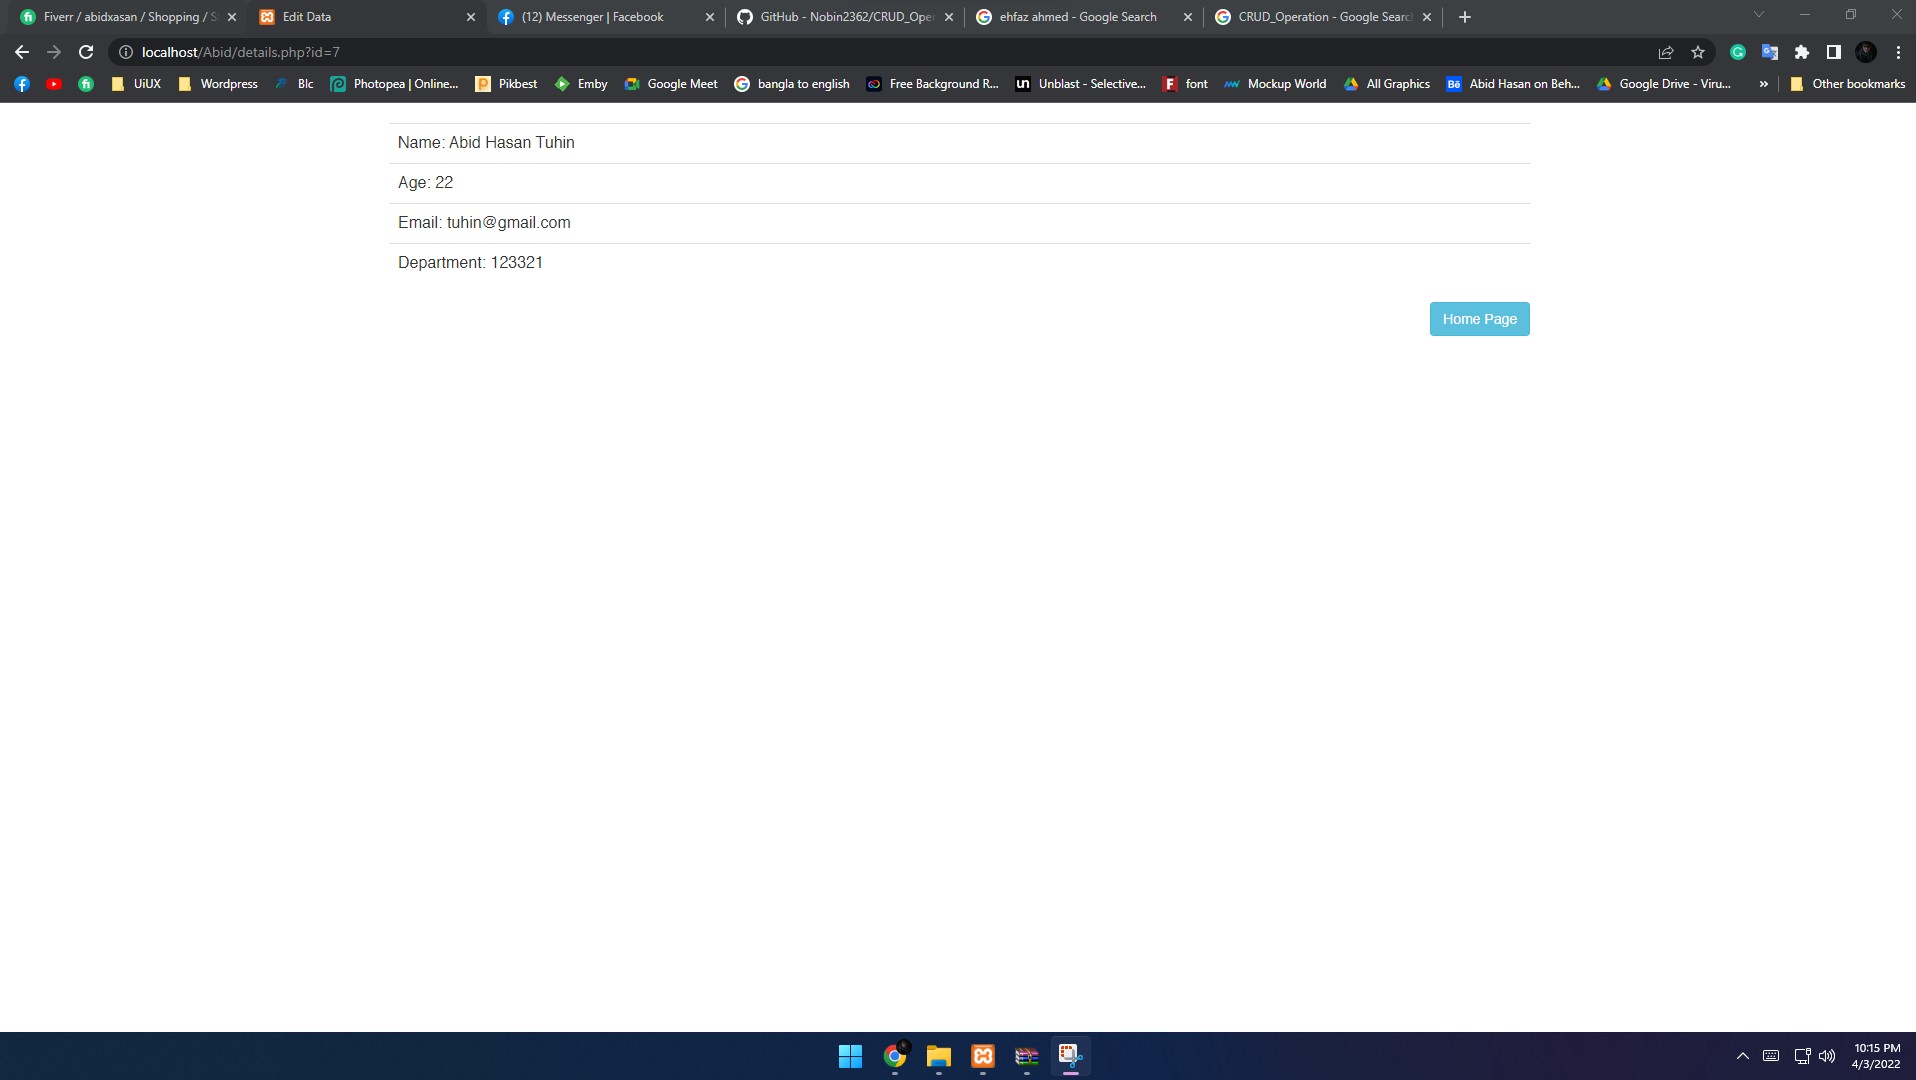 Fiverr / abidxasan / Shopping / S
Edit Data
(12) Messenger | Facebook
GitHub - Nobin2362/CRUD_Oper
ehfaz ahmed - Google Search
CRUD_Operation - Google Searc
localhost/Abid/details.php?id=7
UiUX
Wordpress
Blc
Photopea | Online...
Pikbest
Emby
Google Meet
bangla to english
Free Background R...
Unblast - Selective...
font
Mockup World
All Graphics
Abid Hasan on Beh...
Google Drive - Viru...
»
Other bookmarks
Name: Abid Hasan Tuhin
Age: 22
Email: tuhin@gmail.com
Department: 123321
Home Page
10:15 PM
4/3/2022